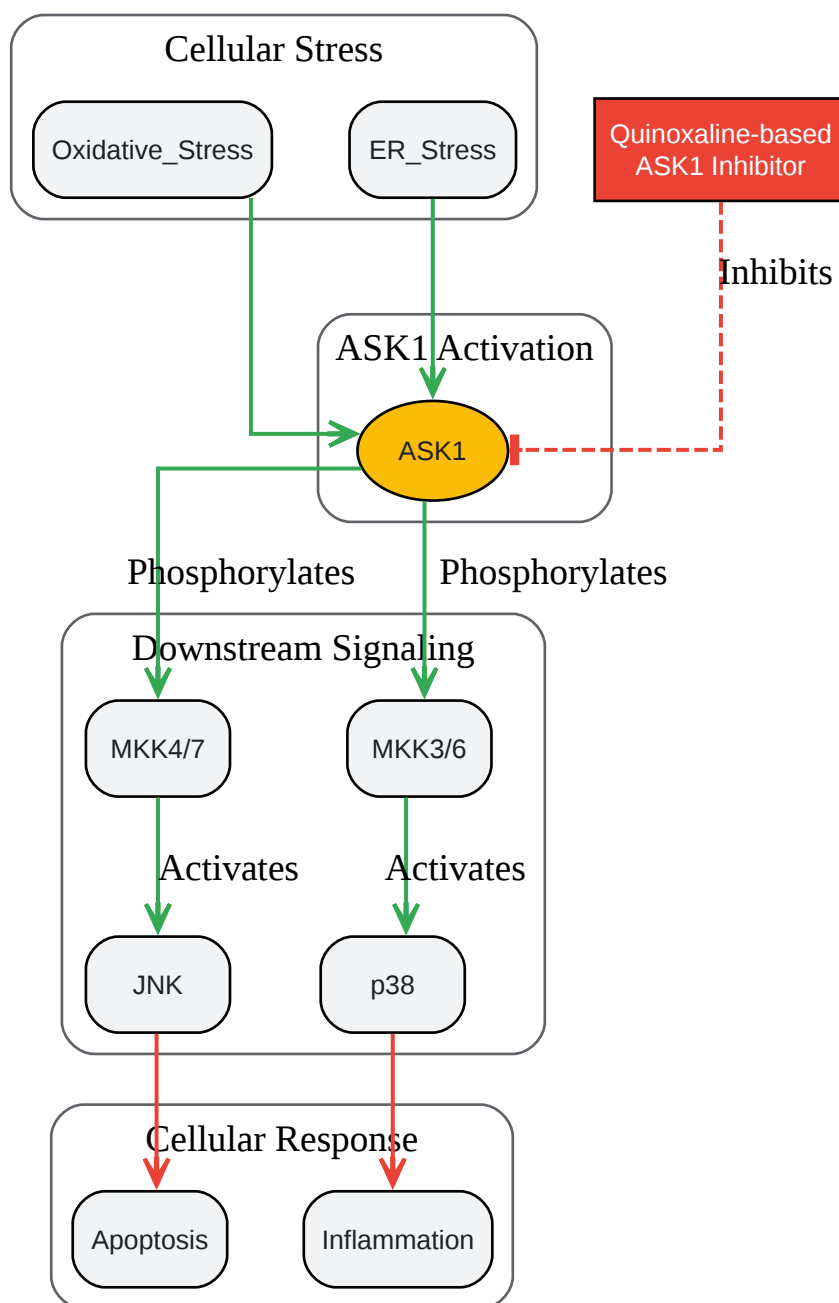 Cellular Stress
Oxidative_Stress
ER_Stress
Quinoxaline-based
ASK1 Inhibitor
Inhibits
ASK1 Activation
ASK1
Phosphorylates
Phosphorylates
Downstream Signaling
MKK4/7
MKK3/6
Activates
Activates
JNK
p38
Cellular Response
Apoptosis
Inflammation